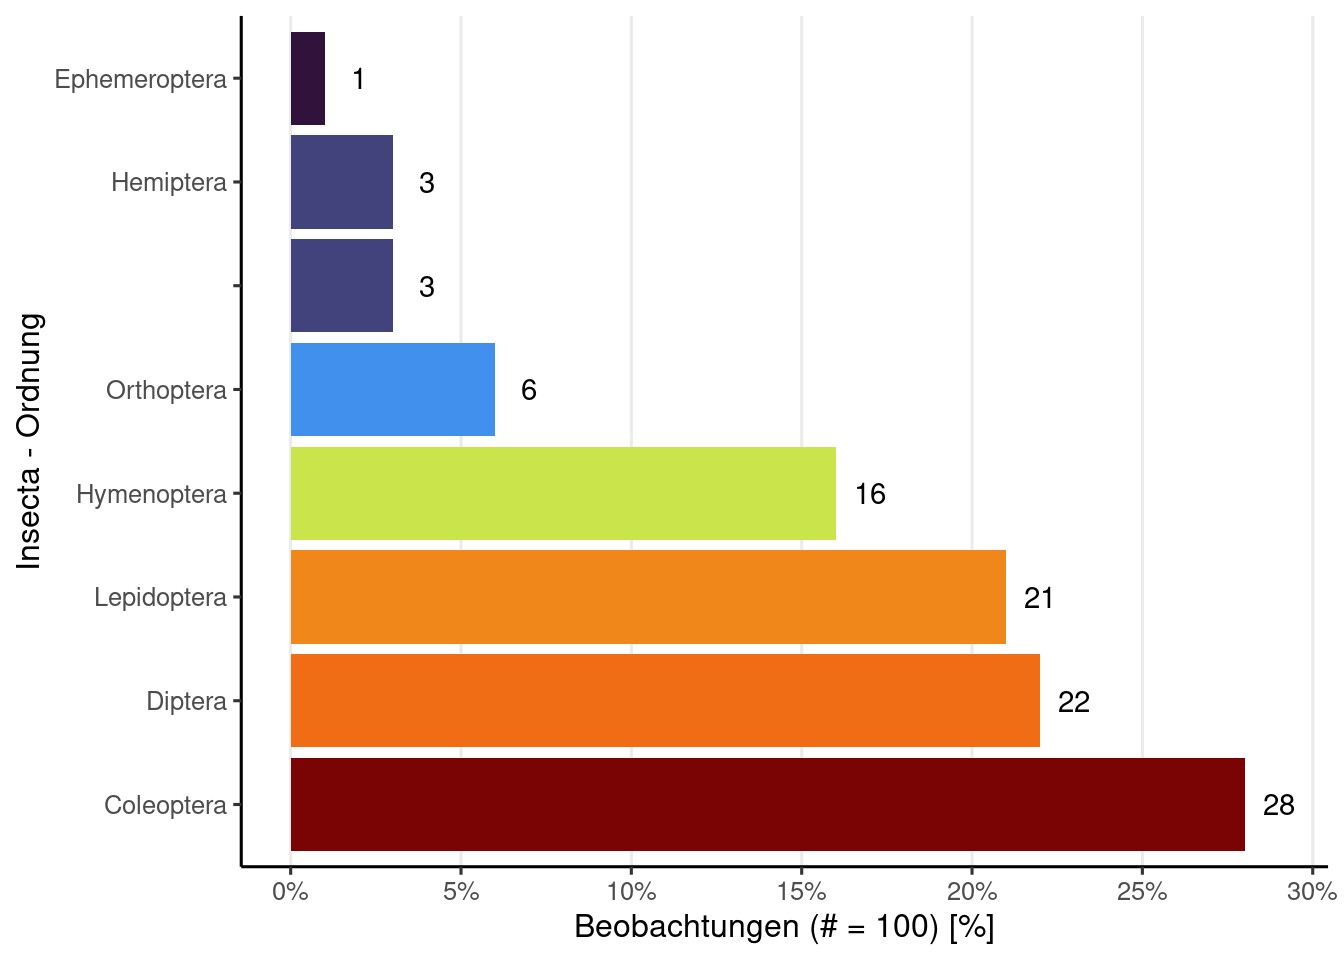 Ephemeroptera
1
Hemiptera
3
3
Orthoptera
6
Hymenoptera
16
Lepidoptera
21
Diptera
22
Coleoptera
28
Insecta - Ordnung
0% 5% 10% 15% 20% 25% 30%
Beobachtungen (# = 100) [%]